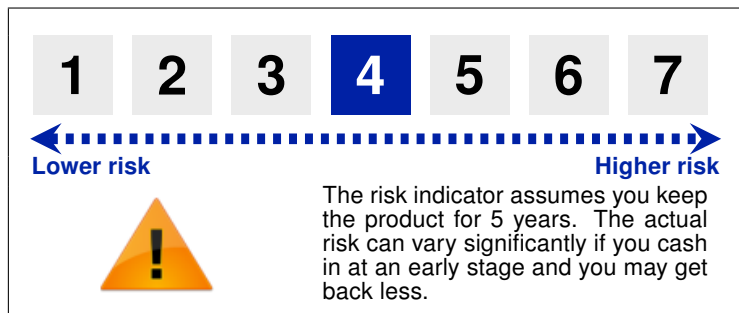 1 2 3 4 5 6 7
Lower risk Higher risk
The risk indicator assumes you keep
the product for 5 years. The actual
risk can vary significantly if you cash
in at an early stage and you may get
back less.
!